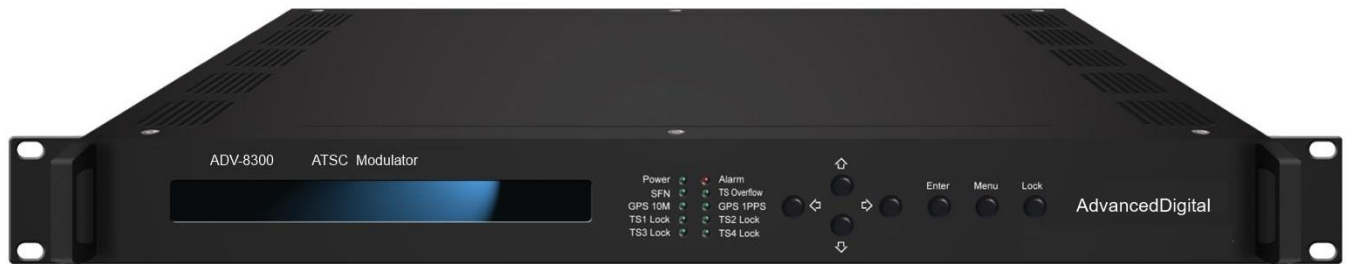 ADV-8300 ATSC Modulator
Power Alarm
SFN TS Overflow
GPS 10M GPS 1PPS
TS1 Lock TS2 Lock
TS3 Lock TS4 Lock
Enter Menu Lock
AdvancedDigital